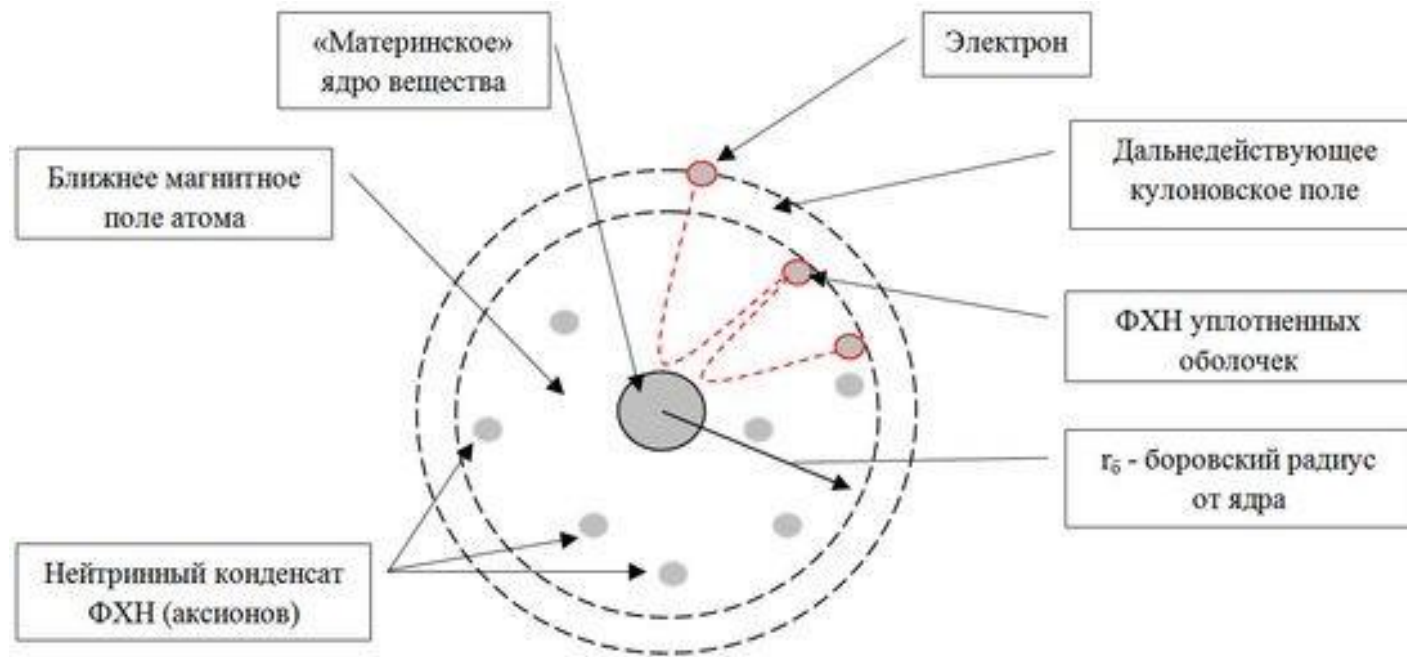 «Материнское»
ядро вещества
Электрон
Ближнее магнитное
поле атома
Дальнедействующее
кулоновское поле
ФХН уплотненных
оболочек
rб - боровский радиус
от ядра
Нейтринный конденсат
ФХН (аксионов)